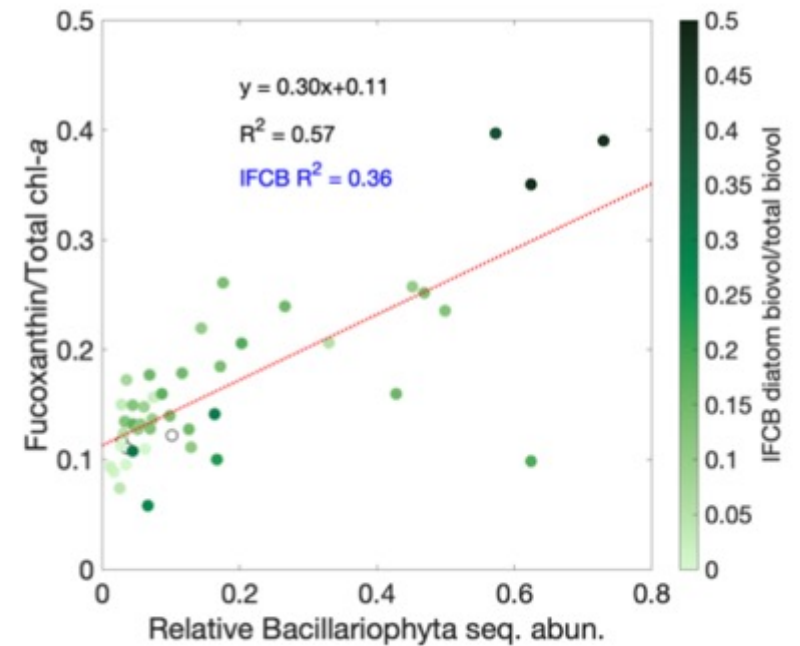 y = 0.30x+0.11
R² = 0.57
IFCB R² = 0.36
0.5
0.4
0.3
0.2
0.1
0
Fucoxanthin/Total chl-a
0 0.2 0.4 0.6 0.8
Relative Bacillariophyta seq. abun.
0.5
0.45
0.4
0.35
0.3
0.25
0.2
0.15
0.1
0.05
0
IFCB diatom biovol/total biovol